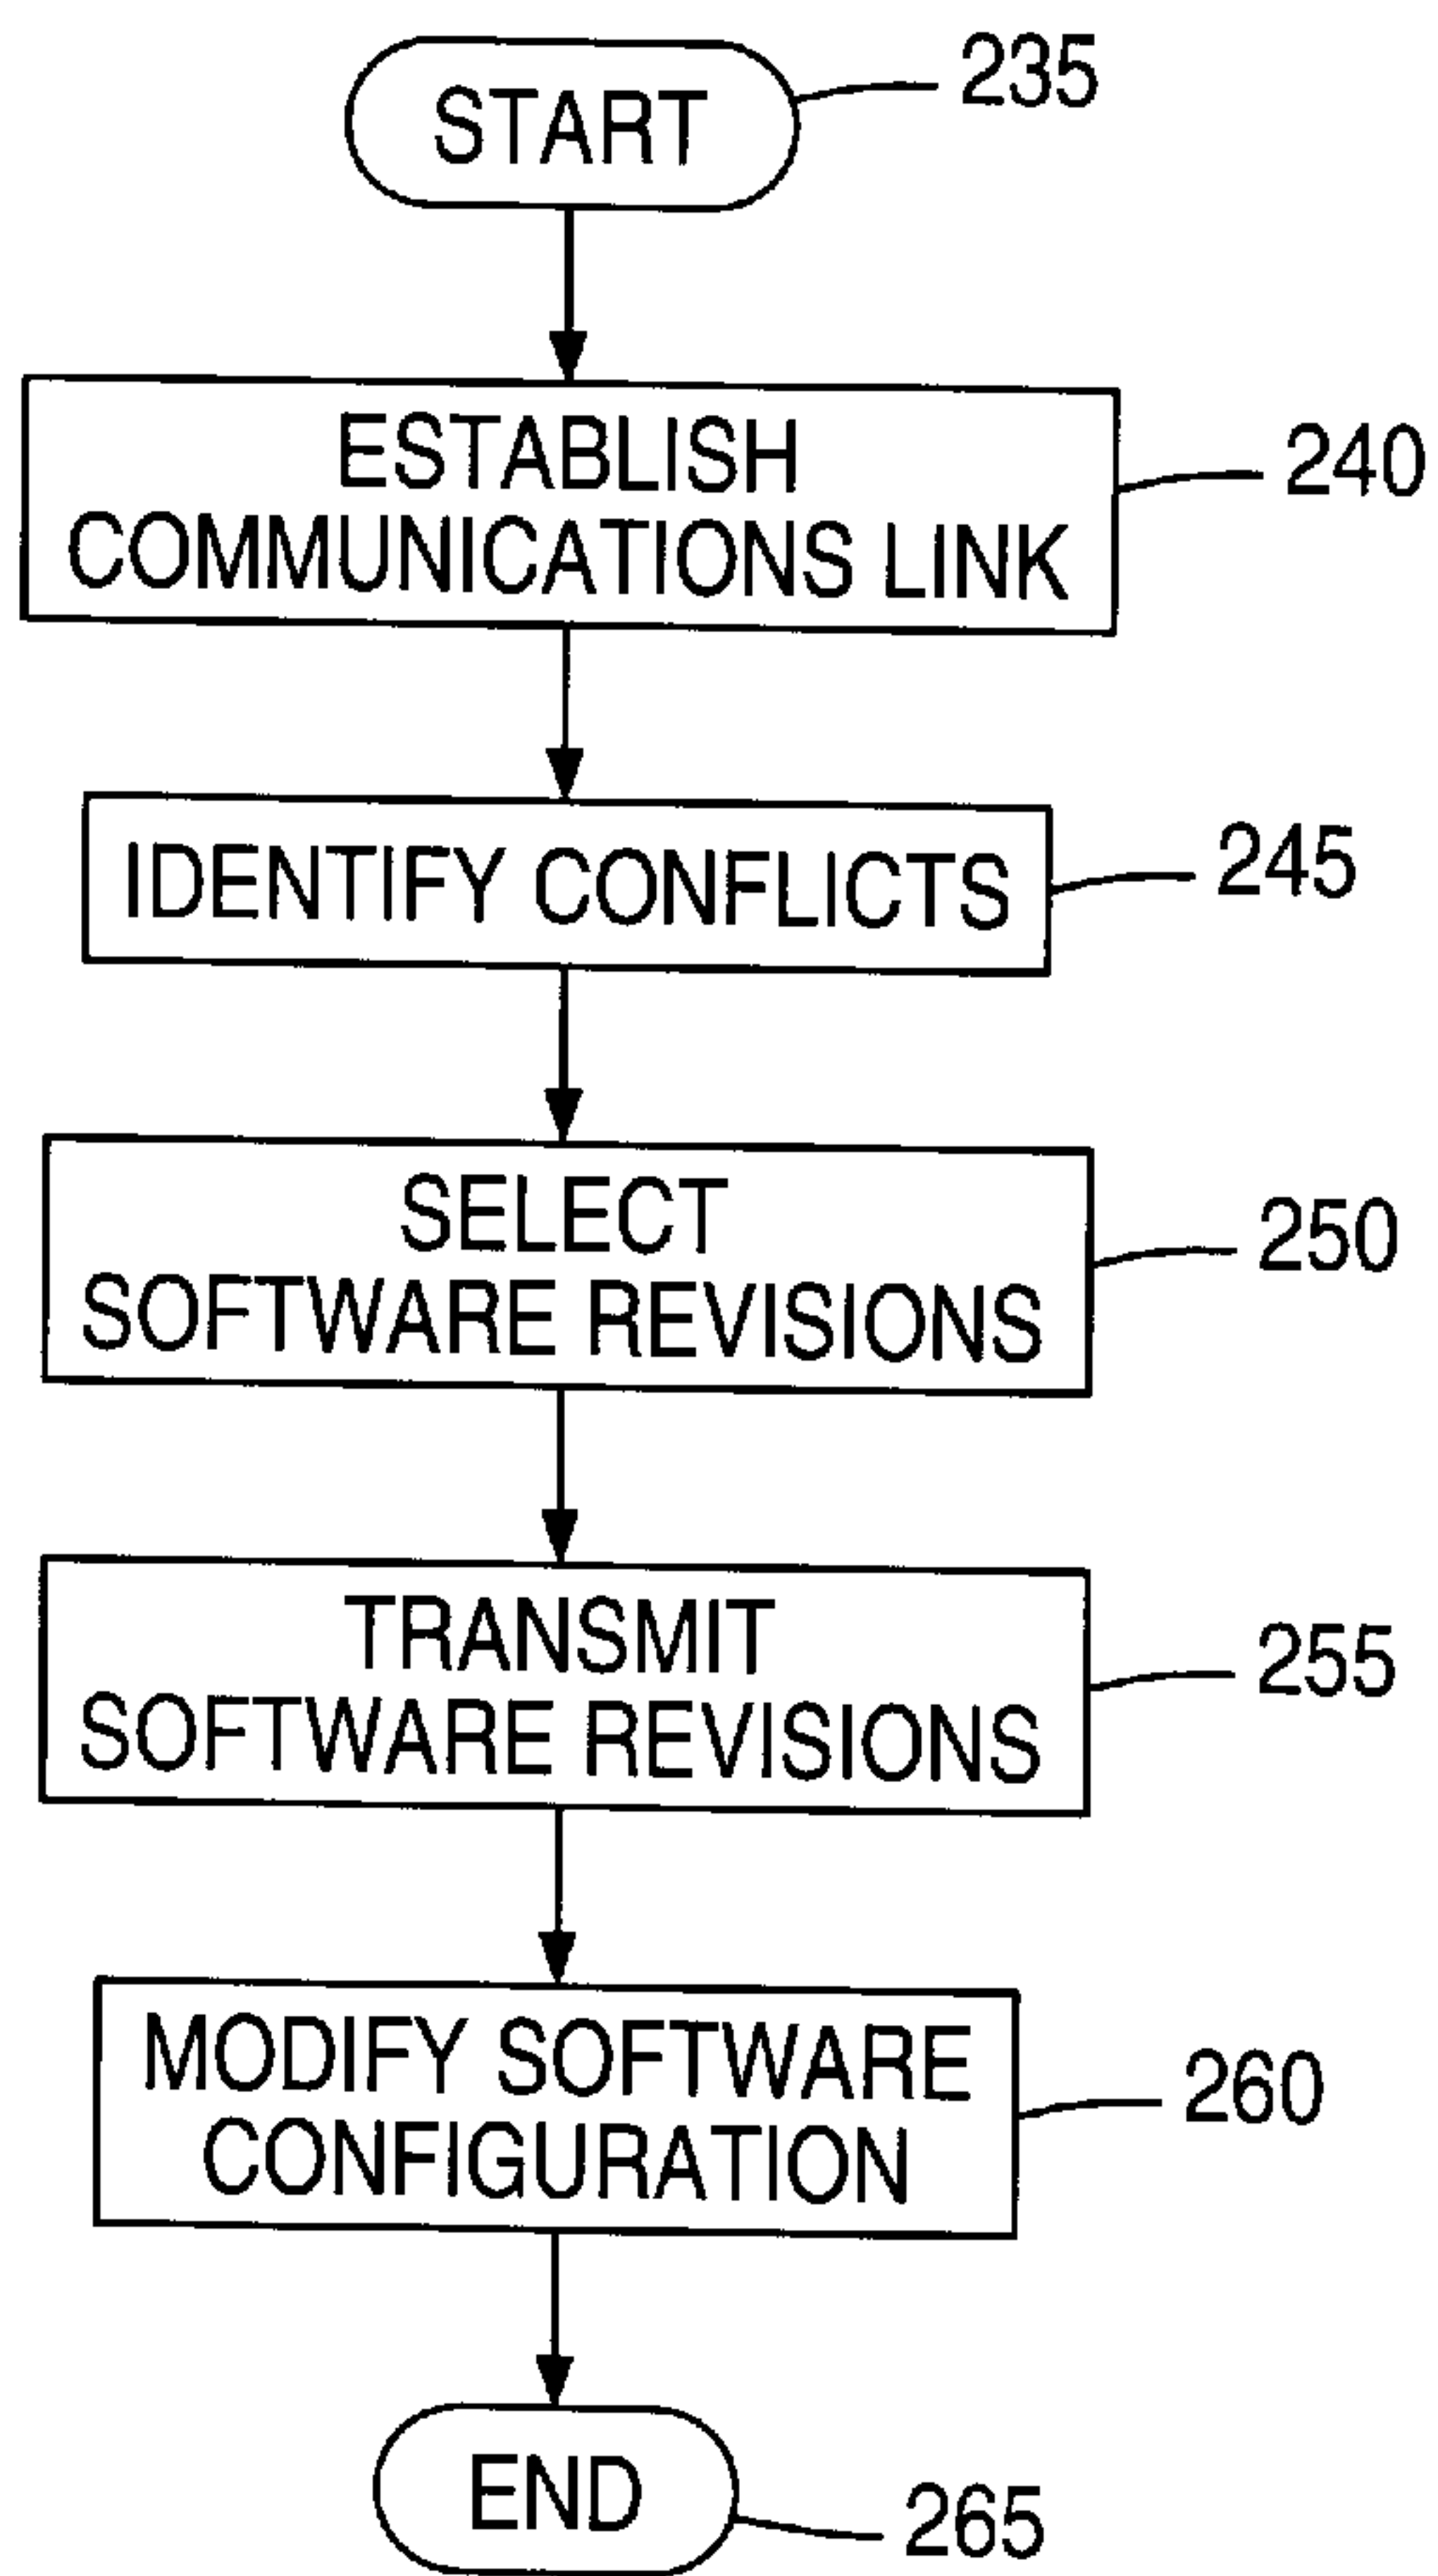 START
235
ESTABLISH
COMMUNICATIONS LINK
240
IDENTIFY CONFLICTS
245
SELECT
SOFTWARE REVISIONS
250
TRANSMIT
SOFTWARE REVISIONS
255
MODIFY SOFTWARE
CONFIGURATION
260
END
265